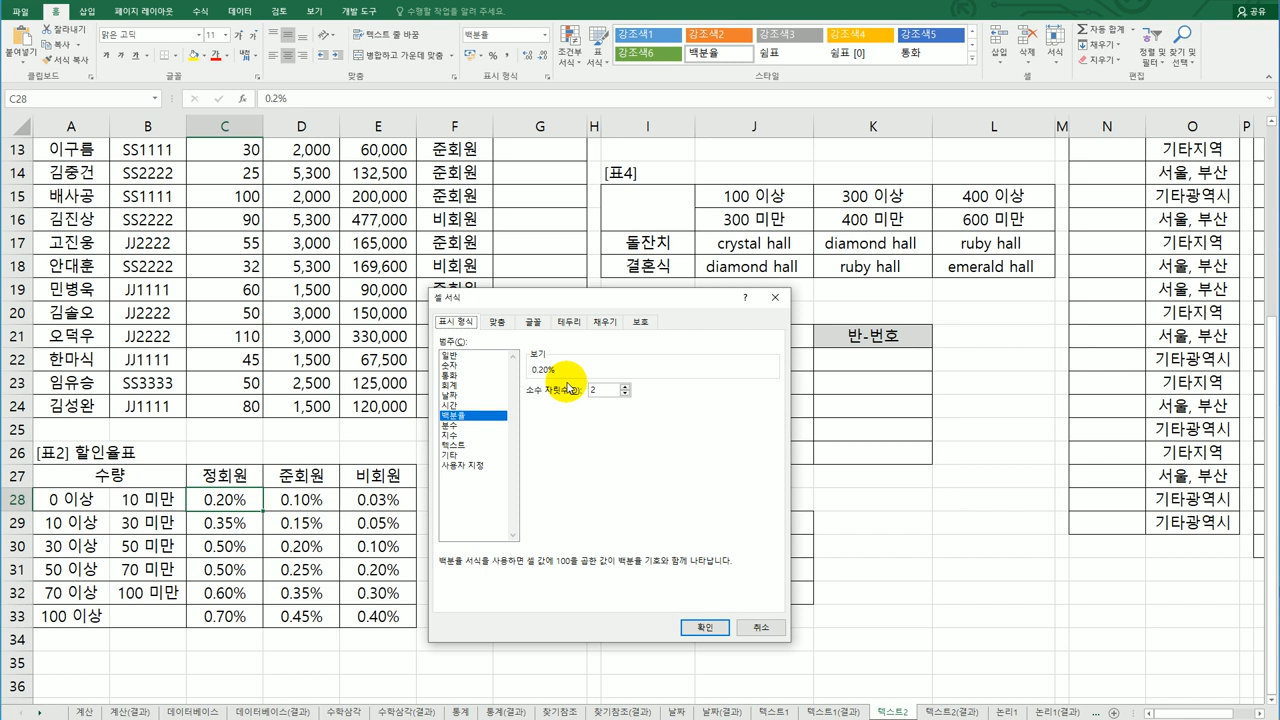 파일 홈 삽입 페이지 레이아웃 수식 데이터 검토 보기 개발 도구 수행할 작업을 알려 주세요. 공유
붙여넣기 잘라내기 복사 서식 복사 클립보드
맑은 고딕 11 가 가 가 가 가 글꼴
텍스트 줄 바꿈 병합하고 가운데 맞춤 맞춤
백분율 % 표시 형식
조건부 서식 표 서식
강조색1 강조색2 강조색3 강조색4 강조색5
강조색6 백분율 쉼표 쉼표 [0] 통화
스타일
삽입 삭제 서식 셀
자동 합계 채우기 지우기 정렬 및 필터 찾기 및 선택 편집
C28 fx 0.2%
A B C D E F G H I J K L M N O P
13 이구름 SS1111 30 2,000 60,000 준회원 기타지역
14 김중건 SS2222 25 5,300 132,500 준회원 [표4] 서울, 부산
15 배사공 SS1111 100 2,000 200,000 준회원 100 이상 300 이상 400 이상 기타광역시
16 김진상 SS2222 90 5,300 477,000 비회원 300 미만 400 미만 600 미만 서울, 부산
17 고진웅 JJ2222 55 3,000 165,000 준회원 돌잔치 crystal hall diamond hall ruby hall 기타지역
18 안대훈 SS2222 32 5,300 169,600 비회원 결혼식 diamond hall ruby hall emerald hall 서울, 부산
19 민병욱 JJ1111 60 1,500 90,000 서울, 부산
20 김솔오 JJ1111 50 3,000 150,000 기타지역
21 오덕우 JJ2222 110 3,000 330,000 반-번호 서울, 부산
22 한마식 JJ1111 45 1,500 67,500 기타지역
23 임유승 SS3333 50 2,500 125,000 서울, 부산
24 김성완 JJ1111 80 1,500 120,000 서울, 부산
25 기타광역시
26 [표2] 할인율표 기타지역
27 수량 정회원 준회원 비회원 서울, 부산
28 0 이상 10 미만 0.20% 0.10% 0.03% 기타광역시
29 10 이상 30 미만 0.35% 0.15% 0.05% 기타광역시
30 30 이상 50 미만 0.50% 0.20% 0.10%
31 50 이상 70 미만 0.50% 0.25% 0.20%
32 70 이상 100 미만 0.60% 0.35% 0.30%
33 100 이상 0.70% 0.45% 0.40%
34
35
36
셀 서식 ?
표시 형식 맞춤 글꼴 테두리 채우기 보호
범주(C):
일반
숫자
통화
회계
날짜
시간
백분율
분수
지수
텍스트
기타
사용자 지정
보기
0.20%
소수 자릿수(D): 2
백분율 서식을 사용하면 셀 값에 100을 곱한 값이 백분율 기호와 함께 나타납니다.
확인 취소
계산 계산(결과) 데이터베이스 데이터베이스(결과) 수학삼각 수학삼각(결과) 통계 통계(결과) 찾기참조 찾기참조(결과) 날짜 날짜(결과) 텍스트1 텍스트1(결과) 텍스트2 텍스트2(결과) 논리1 논리1(결과) ...